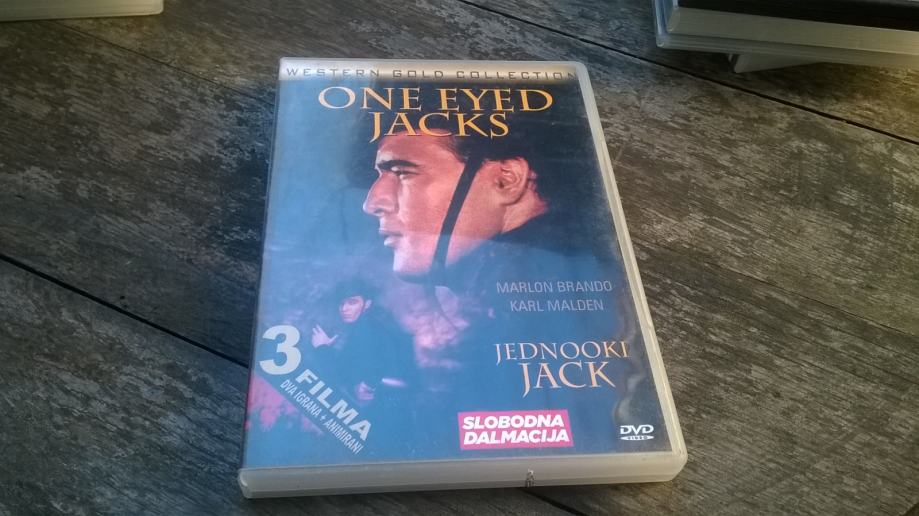 WESTERN GOLD COLLECTION
ONE EYED
JACKS
MARLON BRANDO
KARL MALDEN
JEDNOOKI
JACK
3 FILMA
DVA IGRANA + ANIMIRANI
SLOBODNA
DALMACIJA
DVD
VIDEO